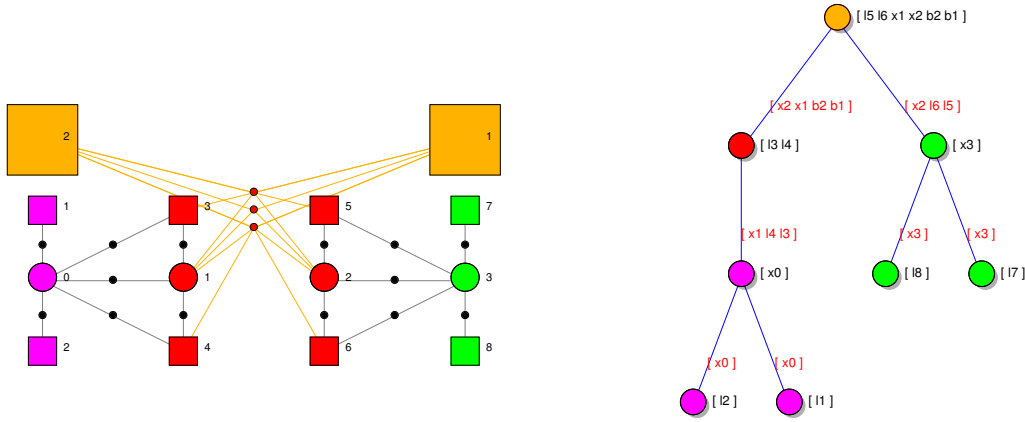 [ l5 l6 x1 x2 b2 b1 ]
[ x2 x1 b2 b1 ]
[ x2 l6 l5 ]
2
1
[ l3 l4 ]
[ x3 ]
1
3
5
7
[ x1 l4 l3 ]
[ x3 ]
[ x3 ]
0
1
2
3
[ x0 ]
[ l8 ]
[ l7 ]
2
4
6
8
[ x0 ]
[ x0 ]
[ l2 ]
[ l1 ]